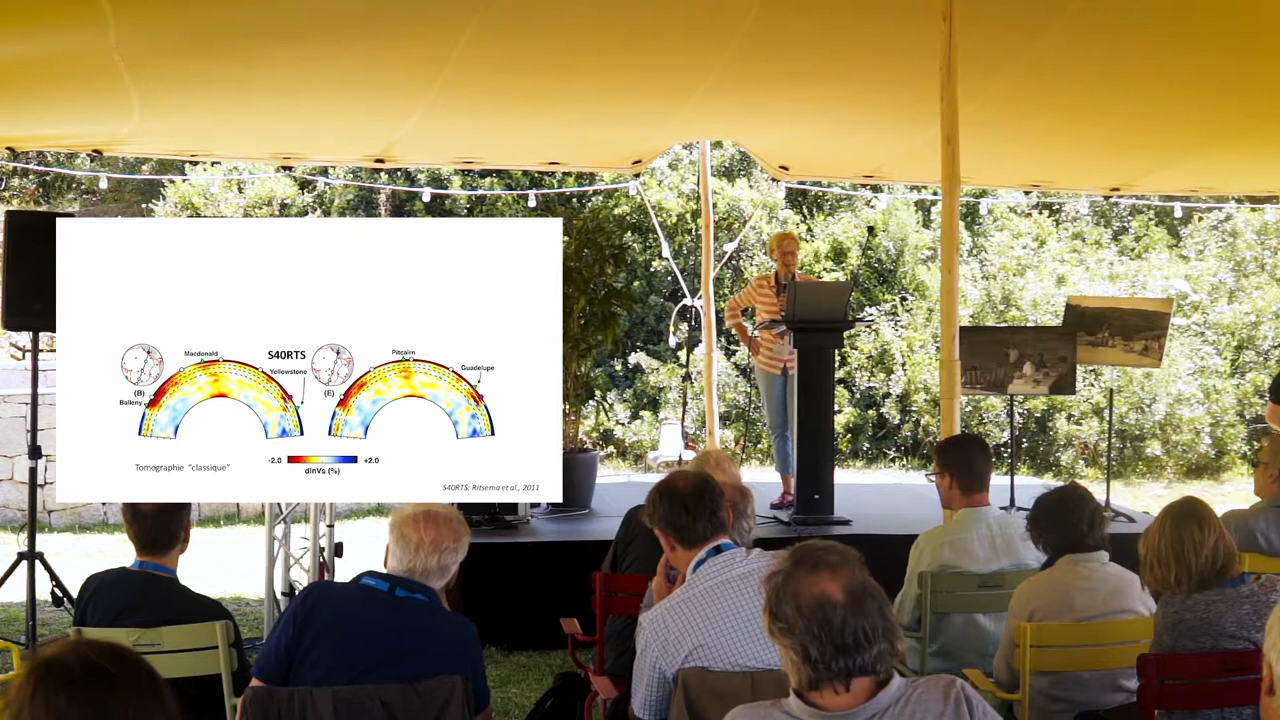 Macdonald
S40RTS
Yellowstone
(B)
Balleny
Pitcairn
Guadelupe
(E)
-2.0
+2.0
dlnVs (%)
Tomographie "classique"
S40RTS: Ritsema et al., 2011